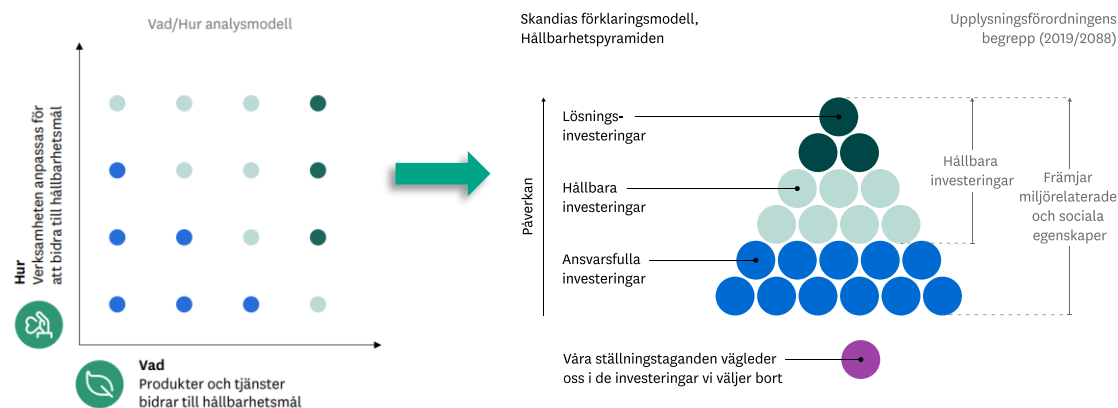 Vad/Hur analysmodell
Hur
Verksamheten anpassas för
att bidra till hållbarhetsmål
Vad
Produkter och tjänster
bidrar till hållbarhetsmål
Skandias förklaringsmodell,
Hållbarhetspyramiden
Upplysningsförordningens
begrepp (2019/2088)
Påverkan
Lösnings-
investeringar
Hållbara
investeringar
Ansvarsfulla
investeringar
Hållbara
investeringar
Främjar
miljörelaterade
och sociala
egenskaper
Våra ställningstaganden vägleder
oss i de investeringar vi väljer bort